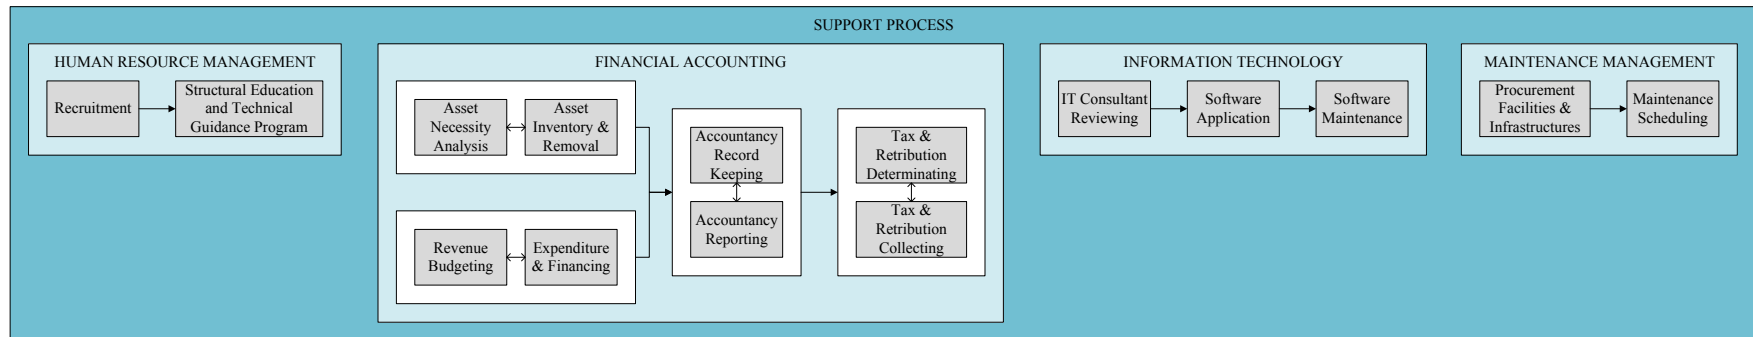 SUPPORT PROCESS
HUMAN RESOURCE MANAGEMENT
Recruitment
Structural Education
and Technical
Guidance Program
FINANCIAL ACCOUNTING
Asset
Necessity
Analysis
Asset
Inventory &
Removal
Revenue
Budgeting
Expenditure
& Financing
Accountancy
Record
Keeping
Accountancy
Reporting
Tax &
Retribution
Determinating
Tax &
Retribution
Collecting
INFORMATION TECHNOLOGY
IT Consultant
Reviewing
Software
Application
Software
Maintenance
MAINTENANCE MANAGEMENT
Procurement
Facilities &
Infrastructures
Maintenance
Scheduling